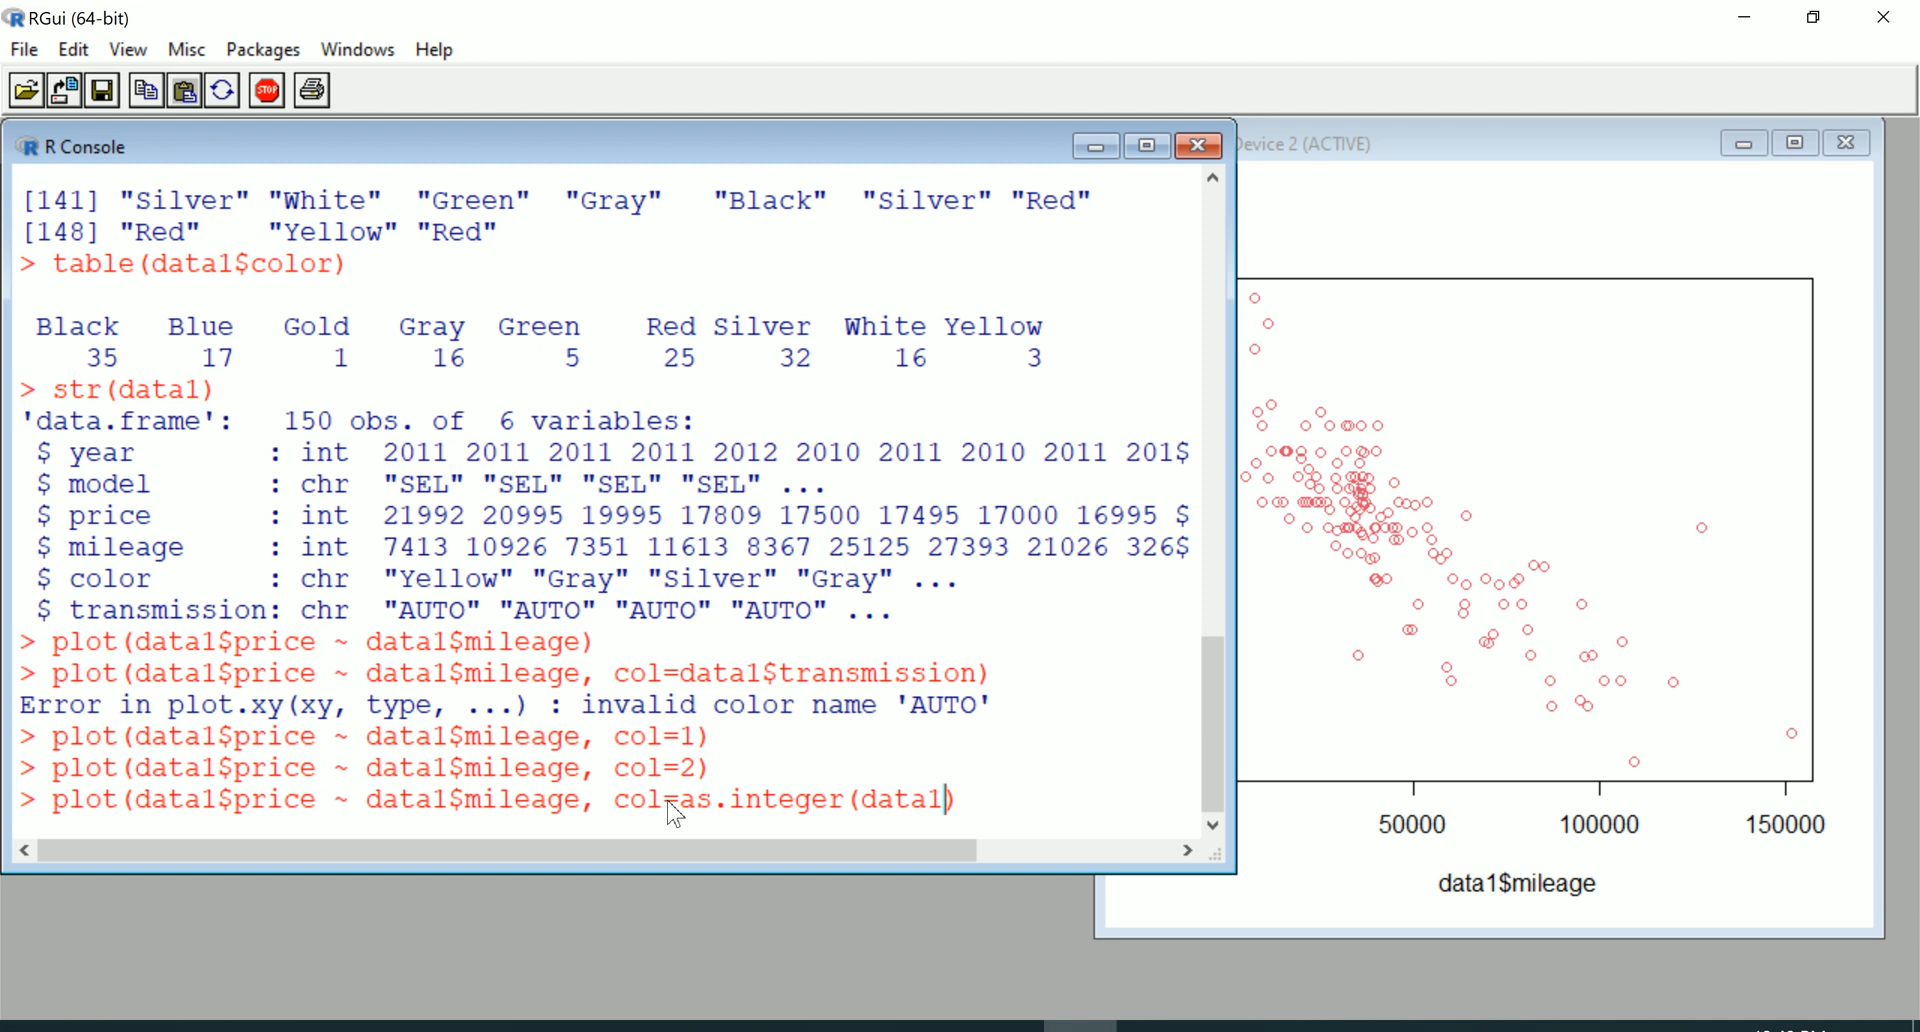 RGui (64-bit)
File Edit View Misc Packages Windows Help
STOP
R Console
[141] "Silver" "White"  "Green"  "Gray"   "Black"  "Silver" "Red"
[148] "Red"    "Yellow" "Red"
> table(data1$color)
 Black   Blue   Gold   Gray  Green    Red Silver  White Yellow
    35     17      1     16      5     25     32     16      3
> str(data1)
'data.frame':   150 obs. of  6 variables:
 $ year        : int  2011 2011 2011 2011 2012 2010 2011 2010 2011 201$
 $ model       : chr  "SEL" "SEL" "SEL" "SEL" ...
 $ price       : int  21992 20995 19995 17809 17500 17495 17000 16995 $
 $ mileage     : int  7413 10926 7351 11613 8367 25125 27393 21026 326$
 $ color       : chr  "Yellow" "Gray" "Silver" "Gray" ...
 $ transmission: chr  "AUTO" "AUTO" "AUTO" "AUTO" ...
> plot(data1$price ~ data1$mileage)
> plot(data1$price ~ data1$mileage, col=data1$transmission)
Error in plot.xy(xy, type, ...) : invalid color name 'AUTO'
> plot(data1$price ~ data1$mileage, col=1)
> plot(data1$price ~ data1$mileage, col=2)
> plot(data1$price ~ data1$mileage, col=as.integer(data1)
Device 2 (ACTIVE)
50000 100000 150000
data1$mileage